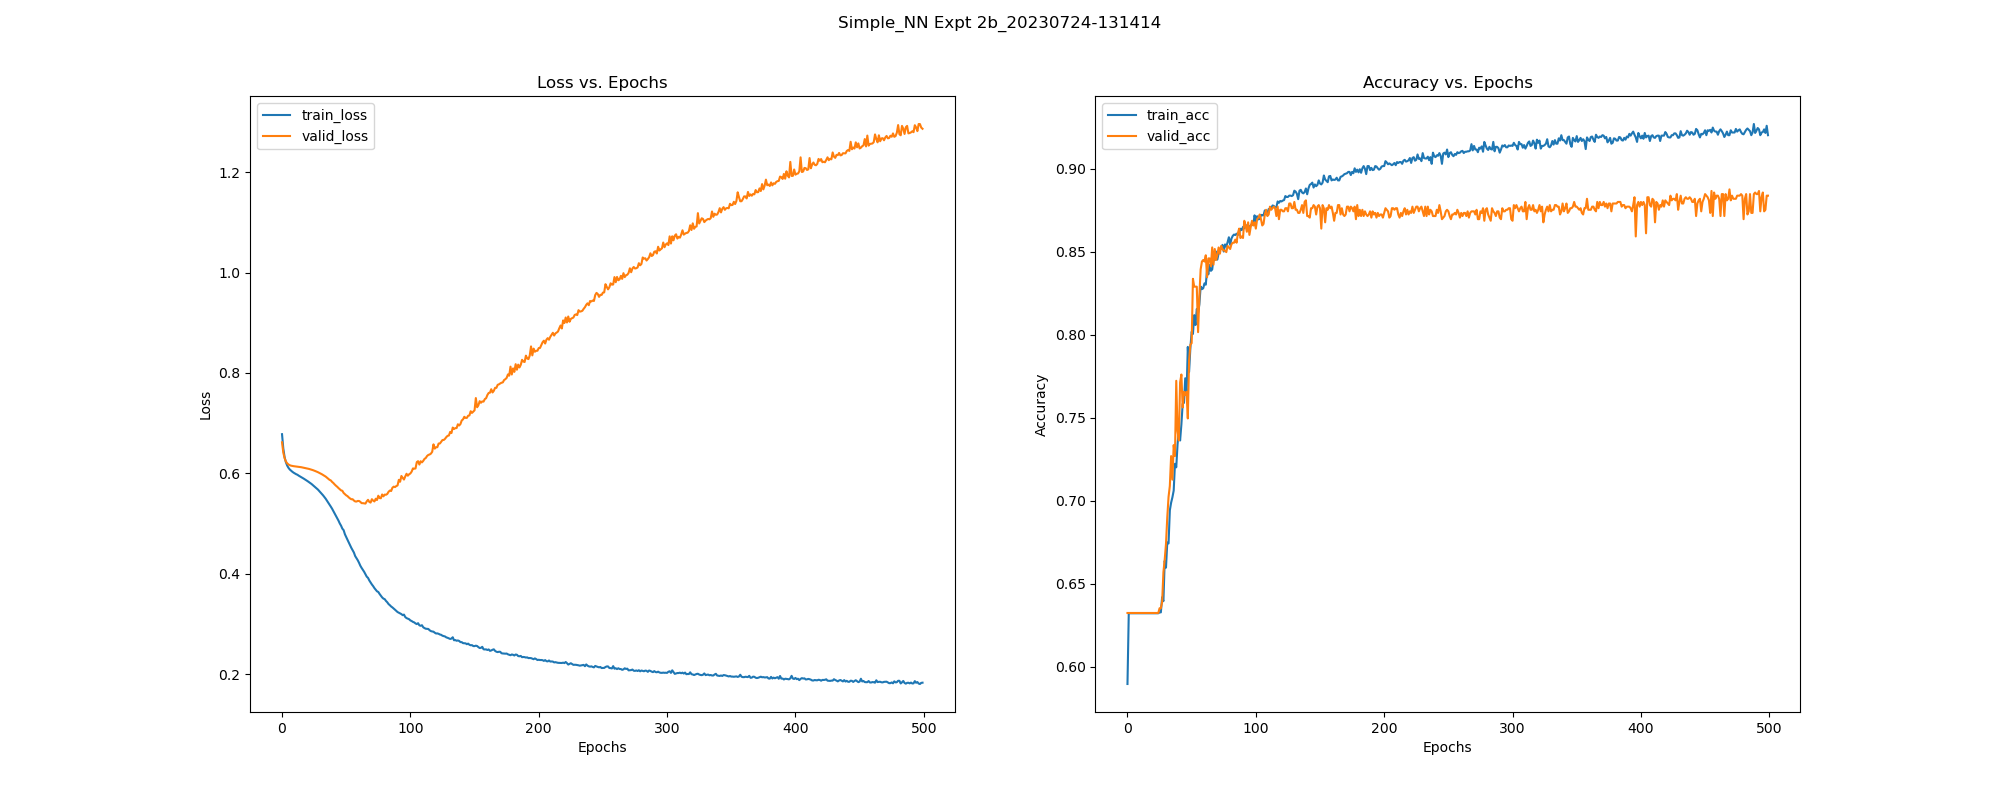 Simple_NN Expt 2b_20230724-131414
Loss vs. Epochs
train_loss
valid_loss
1.2
1.0
0.8
0.6
0.4
0.2
Loss
0 100 200 300 400 500
Epochs
Accuracy vs. Epochs
train_acc
valid_acc
0.90
0.85
0.80
0.75
0.70
0.65
0.60
Accuracy
0 100 200 300 400 500
Epochs